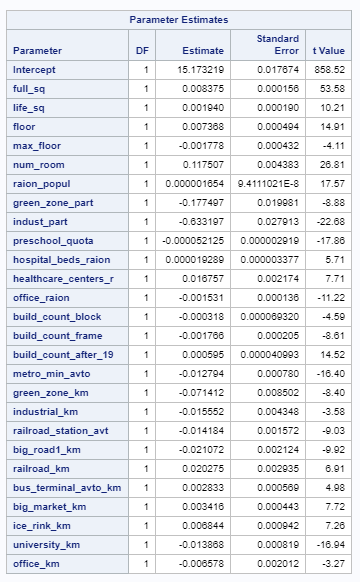 Parameter Estimates
Parameter DF Estimate Standard Error t Value
Intercept 1 15.173219 0.017674 858.52
full_sq 1 0.008375 0.000156 53.58
life_sq 1 0.001940 0.000190 10.21
floor 1 0.007368 0.000494 14.91
max_floor 1 -0.001778 0.000432 -4.11
num_room 1 0.117507 0.004383 26.81
raion_popul 1 0.000001654 9.4111021E-8 17.57
green_zone_part 1 -0.177497 0.019981 -8.88
indust_part 1 -0.633197 0.027913 -22.68
preschool_quota 1 -0.000052125 0.000002919 -17.86
hospital_beds_raion 1 0.000019289 0.000003377 5.71
healthcare_centers_r 1 0.016757 0.002174 7.71
office_raion 1 -0.001531 0.000136 -11.22
build_count_block 1 -0.000318 0.000069320 -4.59
build_count_frame 1 -0.001766 0.000205 -8.61
build_count_after_19 1 0.000595 0.000040993 14.52
metro_min_avto 1 -0.012794 0.000780 -16.40
green_zone_km 1 -0.071412 0.008502 -8.40
industrial_km 1 -0.015552 0.004348 -3.58
railroad_station_avt 1 -0.014184 0.001572 -9.03
big_road1_km 1 -0.021072 0.002124 -9.92
railroad_km 1 0.020275 0.002935 6.91
bus_terminal_avto_km 1 0.002833 0.000569 4.98
big_market_km 1 0.003416 0.000443 7.72
ice_rink_km 1 0.006844 0.000942 7.26
university_km 1 -0.013868 0.000819 -16.94
office_km 1 -0.006578 0.002012 -3.27